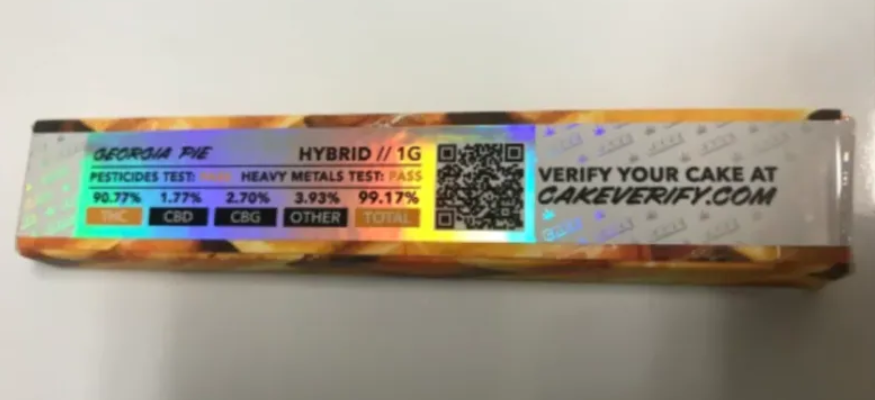 GEORGIA PIE HYBRID // 1G
PESTICIDES TEST: PASS HEAVY METALS TEST: PASS
90.77% 1.77% 2.70% 3.93% 99.17%
THC CBD CBG OTHER TOTAL
VERIFY YOUR CAKE AT
CAKEVERIFY.COM